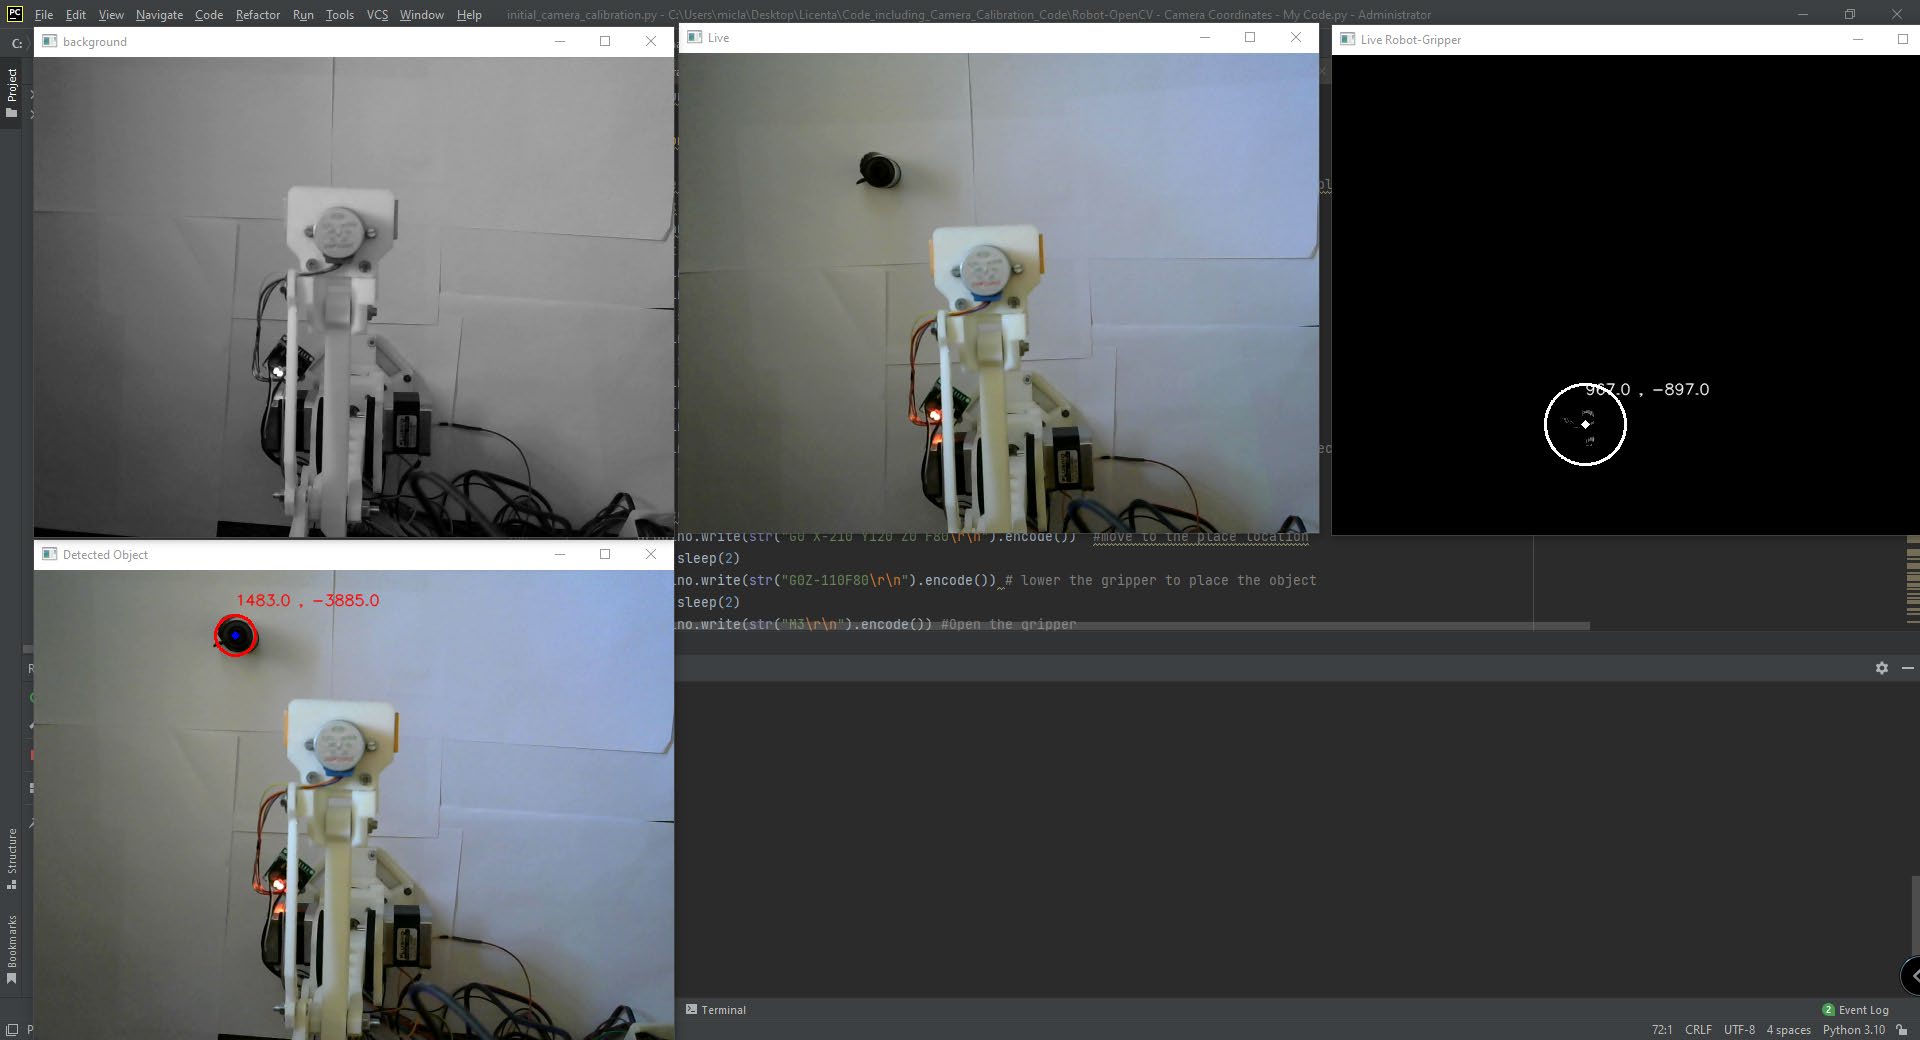 PC File Edit View Navigate Code Refactor Run Tools VCS Window Help initial_camera_calibration.py - C:\Users\micla\Desktop\Licenta\Code_including_Camera_Calibration_Code\Robot-OpenCV - Camera Coordinates - My Code.py - Administrator
C:
background
Live
Live Robot-Gripper
Project
967.0 , -897.0
Detected Object
1483.0 , -3885.0
no.write(str("G0 X-210 Y120 Z0 F80\r\n").encode()) #move to the place location
sleep(2)
no.write(str("G0Z-110F80\r\n").encode()) # lower the gripper to place the object
sleep(2)
no.write(str("M3\r\n").encode()) #Open the gripper
Structure
Bookmarks
Terminal
2 Event Log
72:1 CRLF UTF-8 4 spaces Python 3.10